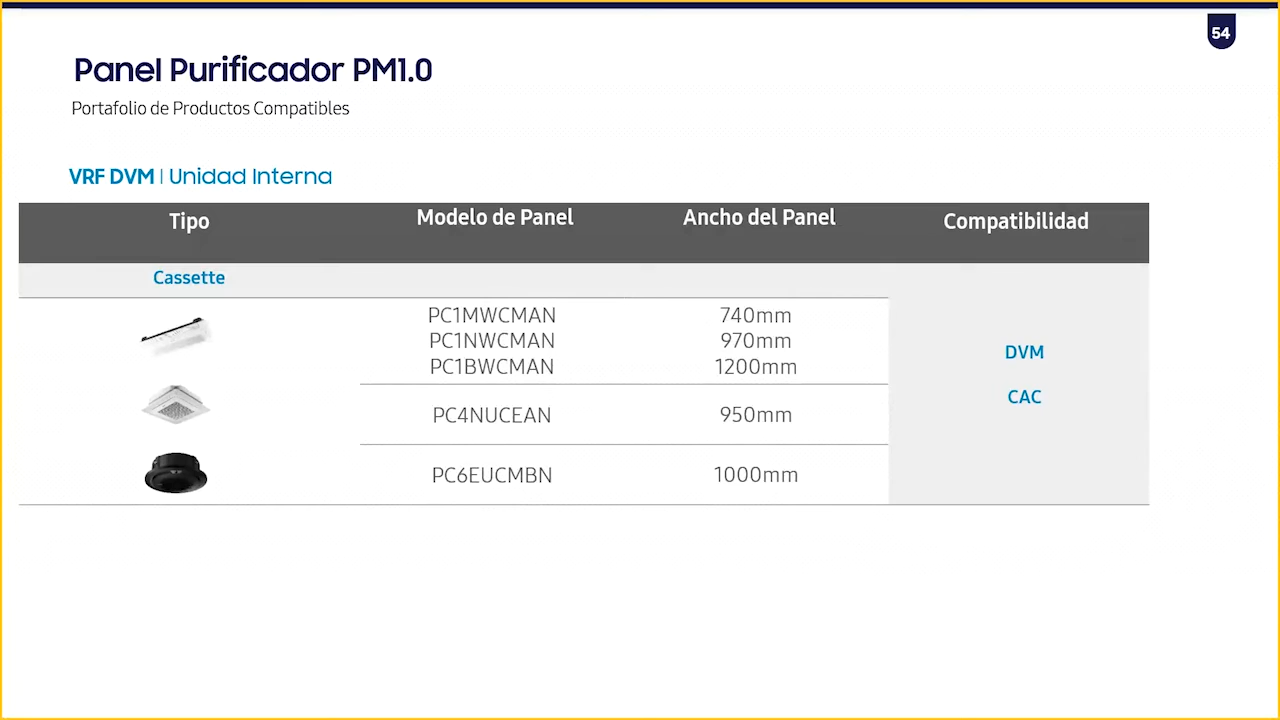 54
Panel Purificador PM1.0
Portafolio de Productos Compatibles
VRF DVM | Unidad Interna
Tipo Modelo de Panel Ancho del Panel Compatibilidad
Cassette
PC1MWCMAN 740mm
PC1NWCMAN 970mm
PC1BWCMAN 1200mm
DVM
CAC
PC4NUCEAN 950mm
PC6EUCMBN 1000mm